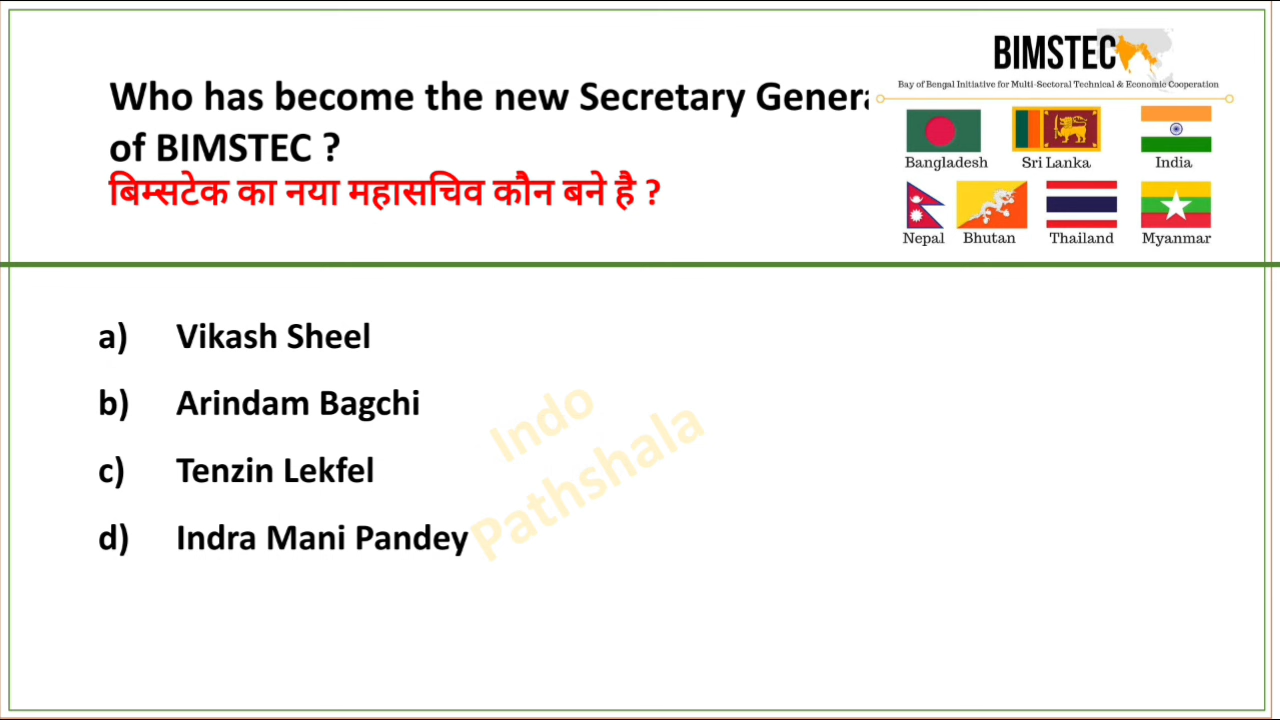 Who has become the new Secretary Genera
of BIMSTEC ?
बिम्सटेक का नया महासचिव कौन बने है ?
BIMSTEC
Bay of Bengal Initiative for Multi-Sectoral Technical & Economic Cooperation
Bangladesh Sri Lanka India
Nepal Bhutan Thailand Myanmar
a) Vikash Sheel
b) Arindam Bagchi
c) Tenzin Lekfel
d) Indra Mani Pandey
Indo
Pathshala